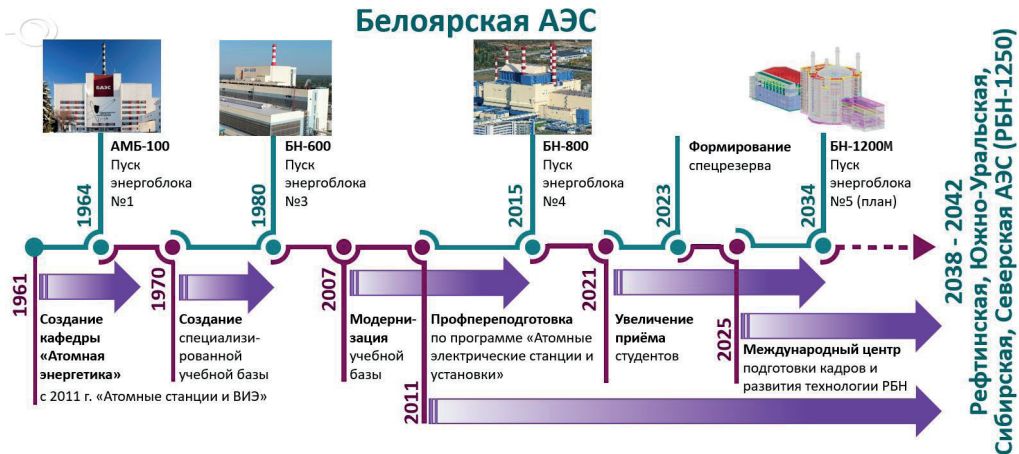 Белоярская АЭС
АМБ-100
Пуск
энергоблока
№1
1964
БН-600
Пуск
энергоблока
№3
1980
БН-800
Пуск
энергоблока
№4
2015
Формирование
спецрезерва
2023
БН-1200М
Пуск
энергоблока
№5 (план)
2034
1961
Создание
кафедры
«Атомная
энергетика»
с 2011 г. «Атомные станции и ВИЭ»
1970
Создание
специализи-
рованной
учебной базы
2007
Модерни-
зация
учебной
базы
2011
Профпереподготовка
по программе «Атомные
электрические станции и
установки»
2021
Увеличение
приёма
студентов
2025
Международный центр
подготовки кадров и
развития технологии РБН
2038 - 2042
Рефтинская, Южно-Уральская,
Сибирская, Северская АЭС (РБН-1250)
БАЭС